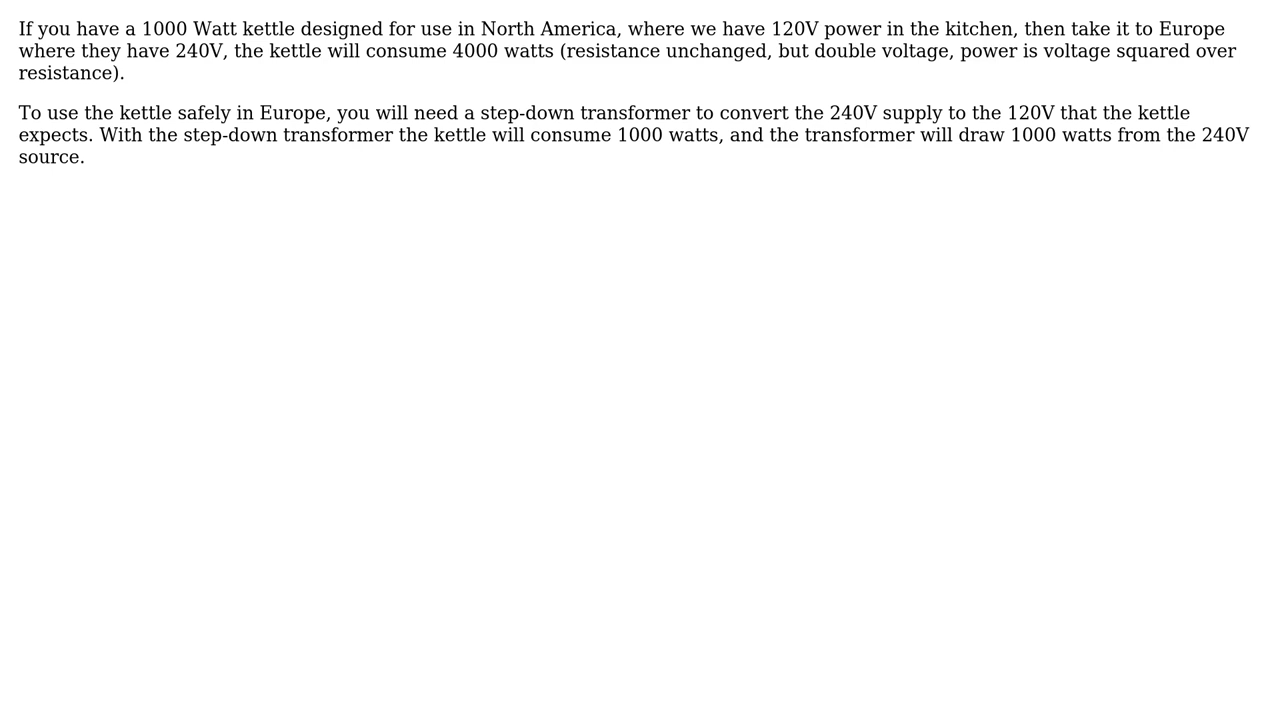 If you have a 1000 Watt kettle designed for use in North America, where we have 120V power in the kitchen, then take it to Europe
where they have 240V, the kettle will consume 4000 watts (resistance unchanged, but double voltage, power is voltage squared over
resistance).
To use the kettle safely in Europe, you will need a step-down transformer to convert the 240V supply to the 120V that the kettle
expects. With the step-down transformer the kettle will consume 1000 watts, and the transformer will draw 1000 watts from the 240V
source.